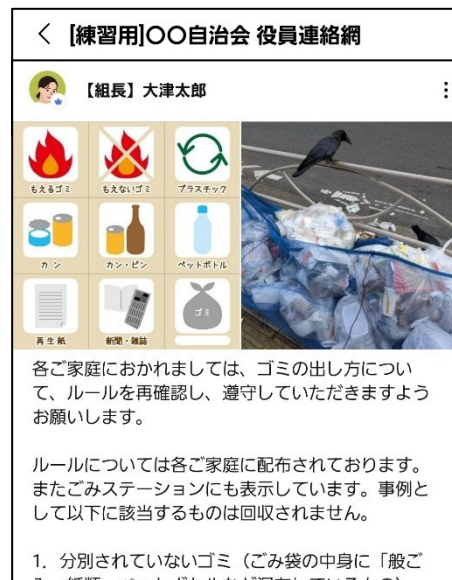 [練習用]〇〇自治会 役員連絡網
【組長】大津太郎
もえるゴミ
もえないゴミ
プラスチック
カン
カン・ビン
ペットボトル
再生紙
新聞・雑誌
ゴミ
各ご家庭におかれましては、ゴミの出し方につい
て、ルールを再確認し、遵守していただきますよう
お願いします。
ルールについては各ご家庭に配布されております。
またごみステーションにも表示しています。事例と
して以下に該当するものは回収されません。
1. 分別されていないゴミ（ごみ袋の中身に「般ご